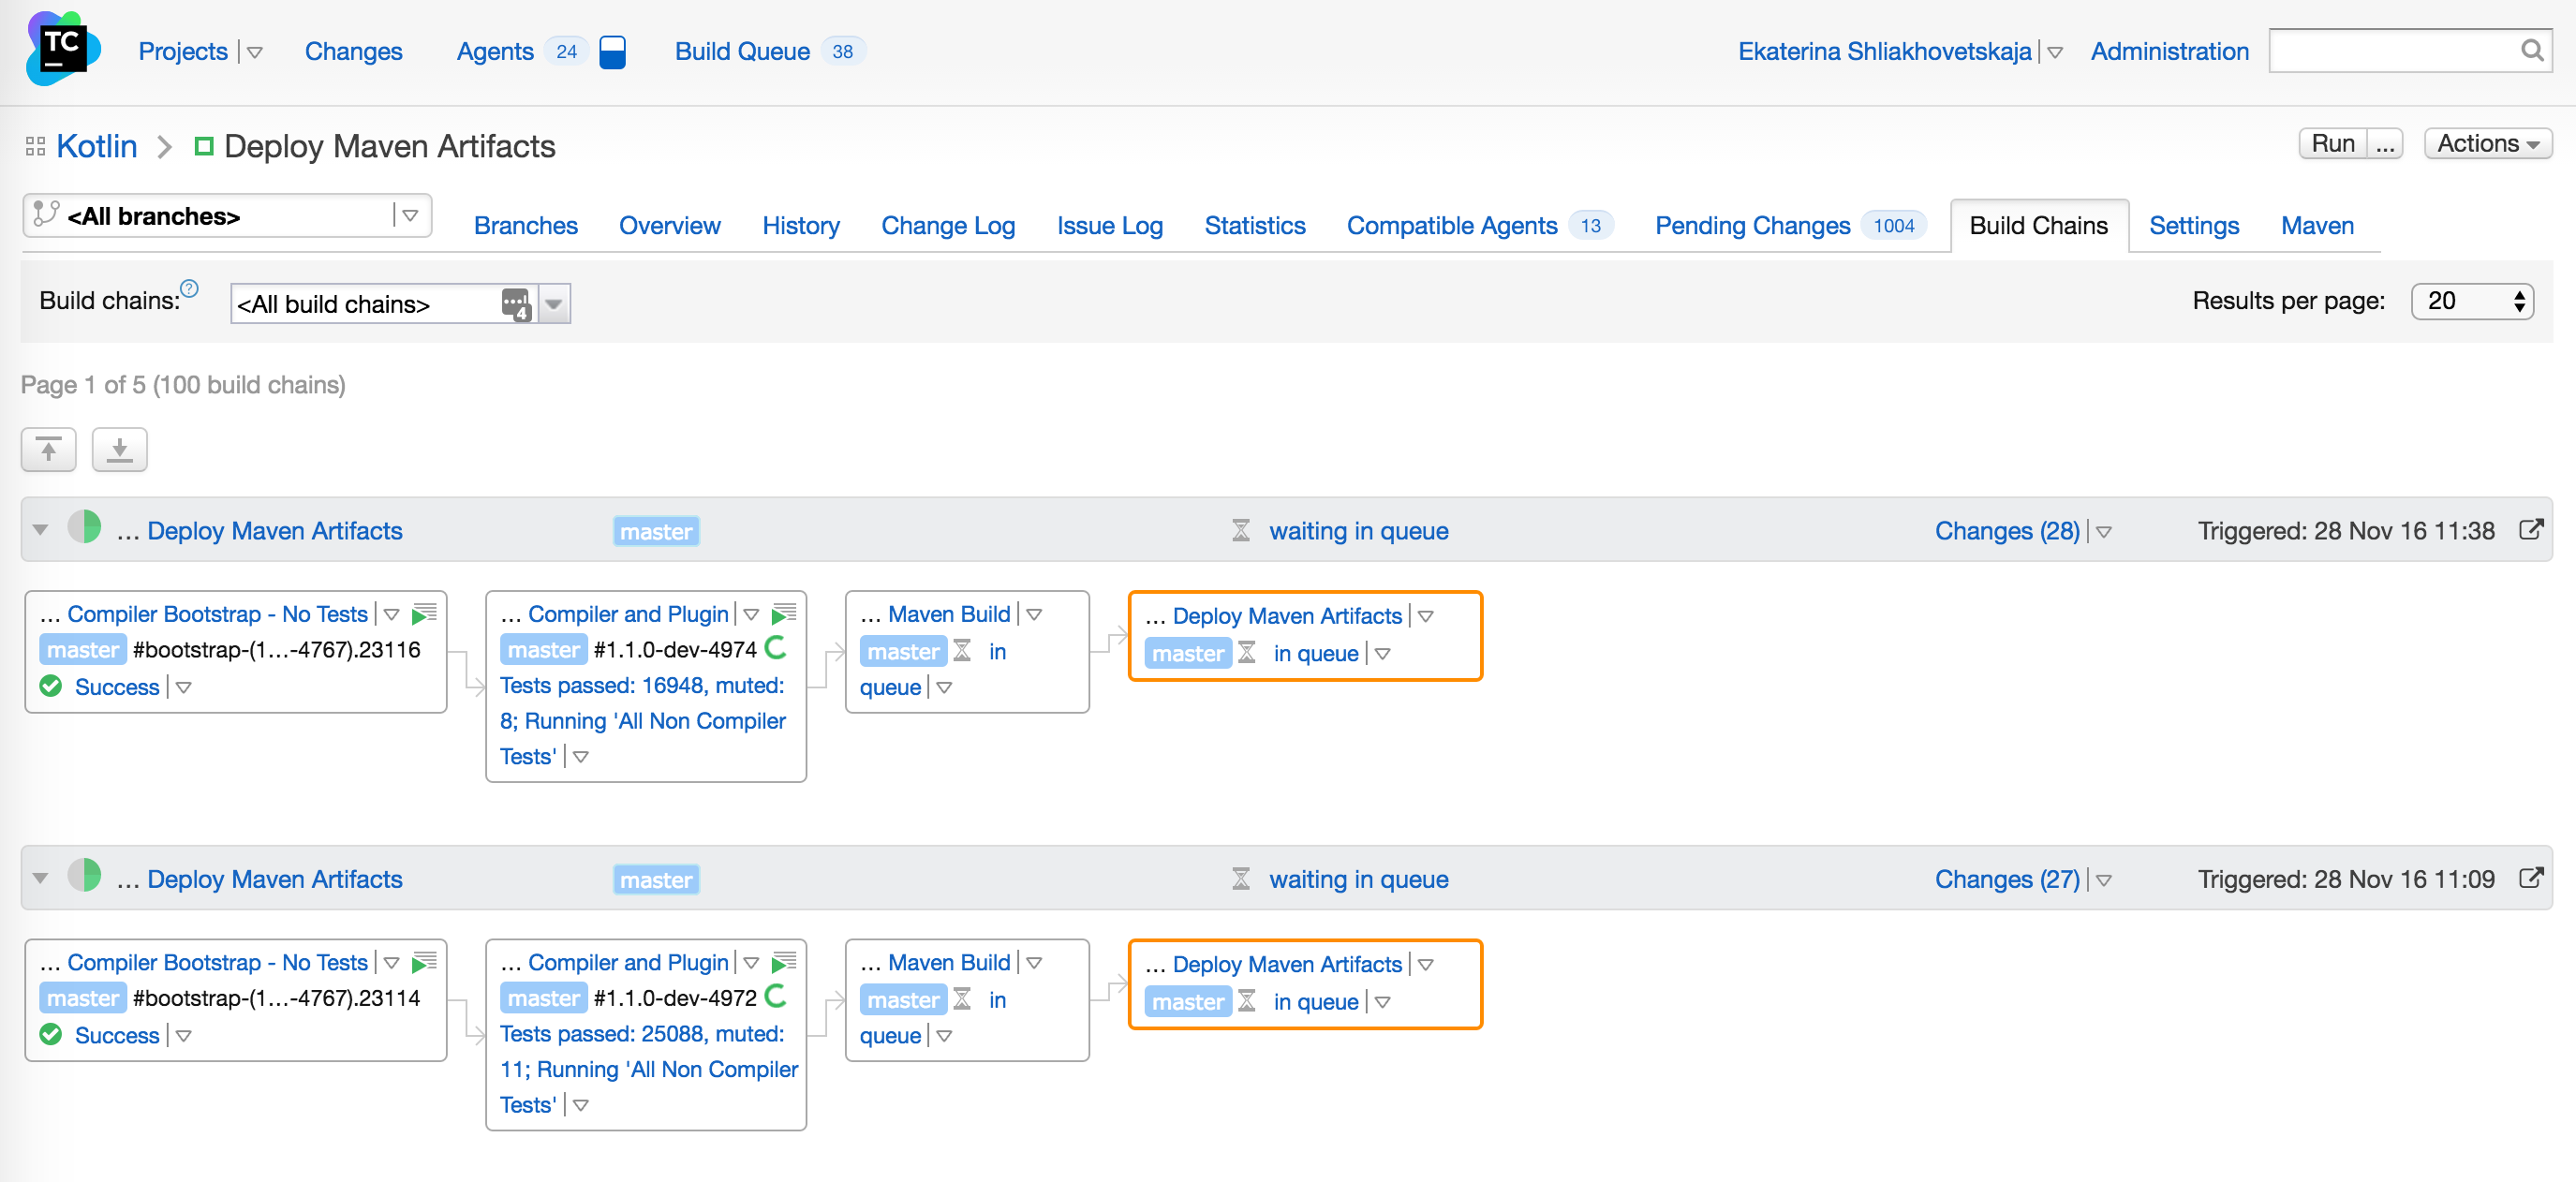 TC
Projects
Changes
Agents 24
Build Queue 38
Ekaterina Shliakhovetskaja
Administration
Kotlin
Deploy Maven Artifacts
Run ...
Actions
<All branches>
Branches
Overview
History
Change Log
Issue Log
Statistics
Compatible Agents 13
Pending Changes 1004
Build Chains
Settings
Maven
Build chains: ?
<All build chains>
4
Results per page: 20
Page 1 of 5 (100 build chains)
... Deploy Maven Artifacts
master
waiting in queue
Changes (28)
Triggered: 28 Nov 16 11:38
... Compiler Bootstrap - No Tests
master #bootstrap-(1...-4767).23116
Success
... Compiler and Plugin
master #1.1.0-dev-4974
Tests passed: 16948, muted:
8; Running 'All Non Compiler
Tests'
... Maven Build
master in
queue
... Deploy Maven Artifacts
master in queue
... Deploy Maven Artifacts
master
waiting in queue
Changes (27)
Triggered: 28 Nov 16 11:09
... Compiler Bootstrap - No Tests
master #bootstrap-(1...-4767).23114
Success
... Compiler and Plugin
master #1.1.0-dev-4972
Tests passed: 25088, muted:
11; Running 'All Non Compiler
Tests'
... Maven Build
master in
queue
... Deploy Maven Artifacts
master in queue